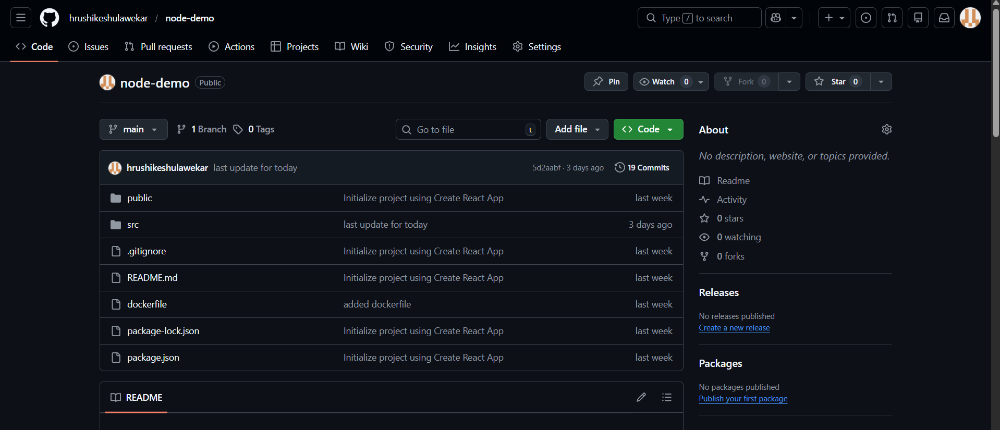 hrushikeshulawekar / node-demo
Type / to search
Code Issues Pull requests Actions Projects Wiki Security Insights Settings
node-demo Public
Pin Watch 0 Fork 0 Star 0
main 1 Branch 0 Tags
Go to file t
Add file Code
hrushikeshulawekar last update for today 5d2aabf · 3 days ago 19 Commits
public Initialize project using Create React App last week
src last update for today 3 days ago
.gitignore Initialize project using Create React App last week
README.md Initialize project using Create React App last week
dockerfile added dockerfile last week
package-lock.json Initialize project using Create React App last week
package.json Initialize project using Create React App last week
README
About
No description, website, or topics provided.
Readme
Activity
0 stars
0 watching
0 forks
Releases
No releases published
Create a new release
Packages
No packages published
Publish your first package